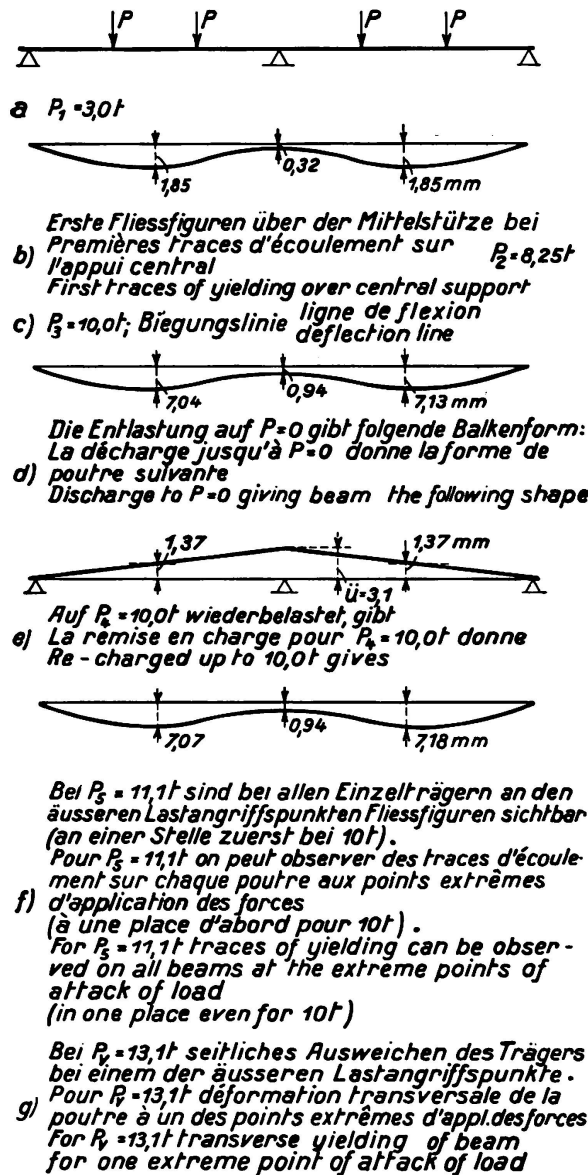 P P P P
a P₁ = 3,0t
1,85 0,32 1,85 mm
Erste Fliessfiguren über der Mittelstütze bei
Premières traces d'écoulement sur
b) l'appui central P₂ = 8,25t
First traces of yielding over central support
c) P₃ = 10,0t; Biegungslinie ligne de flexion
deflection line
7,04 0,94 7,13 mm
Die Entlastung auf P=0 gibt folgende Balkenform:
La décharge jusqu'à P=0 donne la forme de
d) poutre suivante
Discharge to P=0 giving beam the following shape
1,37 1,37 mm
Ü=3,1
Auf P₄ = 10,0t wiederbelastet, gibt
e) La remise en charge pour P₄ = 10,0t donne
Re-charged up to 10,0t gives
7,07 0,94 7,18 mm
Bei P₅ = 11,1t sind bei allen Einzelträgern an den
äusseren Lastangriffspunkten Fliessfiguren sichtbar
(an einer Stelle zuerst bei 10t).
Pour P₅ = 11,1t on peut observer des traces d'écoule-
ment sur chaque poutre aux points extrêmes
f) d'application des forces
(à une place d'abord pour 10t).
For P₅ = 11,1t traces of yielding can be obser-
ved on all beams at the extreme points of
attack of load
(in one place even for 10t)
Bei Pᵥ = 13,1t seitliches Ausweichen des Trägers
bei einem der äusseren Lastangriffspunkte.
g) Pour Pᵥ = 13,1t déformation transversale de la
poutre à un des points extrêmes d'appl. des forces
For Pᵥ = 13,1t transverse yielding of beam
for one extreme point of attack of load